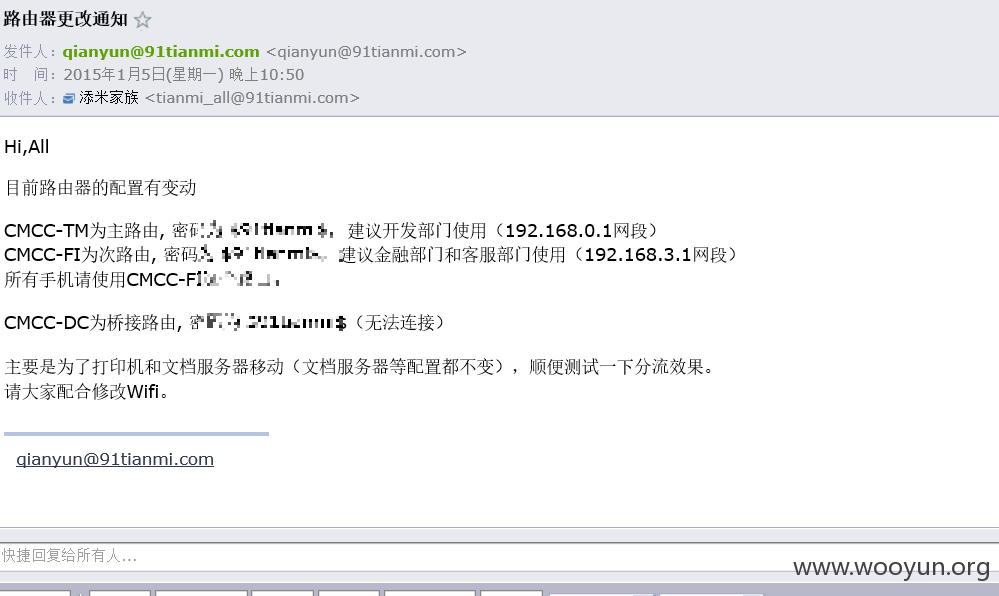 路由器更改通知
发件人：qianyun@91tianmi.com <qianyun@91tianmi.com>
时 间：2015年1月5日(星期一) 晚上10:50
收件人：添米家族 <tianmi_all@91tianmi.com>
Hi,All
目前路由器的配置有变动
CMCC-TM为主路由, 密码 建议开发部门使用（192.168.0.1网段）
CMCC-FI为次路由, 密码 建议金融部门和客服部门使用（192.168.3.1网段）
所有手机请使用CMCC-FI
CMCC-DC为桥接路由, （无法连接）
主要是为了打印机和文档服务器移动（文档服务器等配置都不变），顺便测试一下分流效果。
请大家配合修改Wifi。
qianyun@91tianmi.com
快捷回复给所有人...
www.wooyun.org